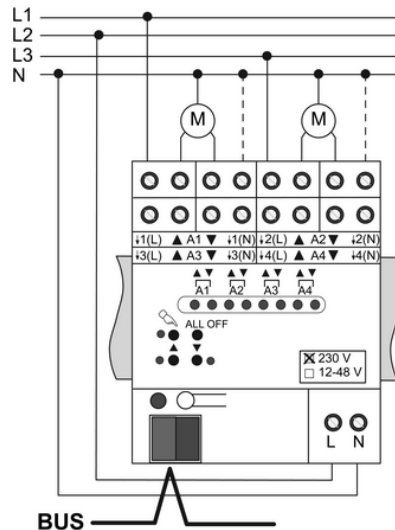 L1
L2
L3
N
M M
↓1(L) ▲ A1 ▼ ↓1(N) ↓2(L) ▲ A2 ▼ ↓2(N)
↓3(L) ▲ A3 ▼ ↓3(N) ↓4(L) ▲ A4 ▼ ↓4(N)
▲▼ ▲▼ ▲▼ ▲▼
A1 A2 A3 A4
ALL OFF
▲ ▼
☒ 230 V
☐ 12-48 V
L N
BUS